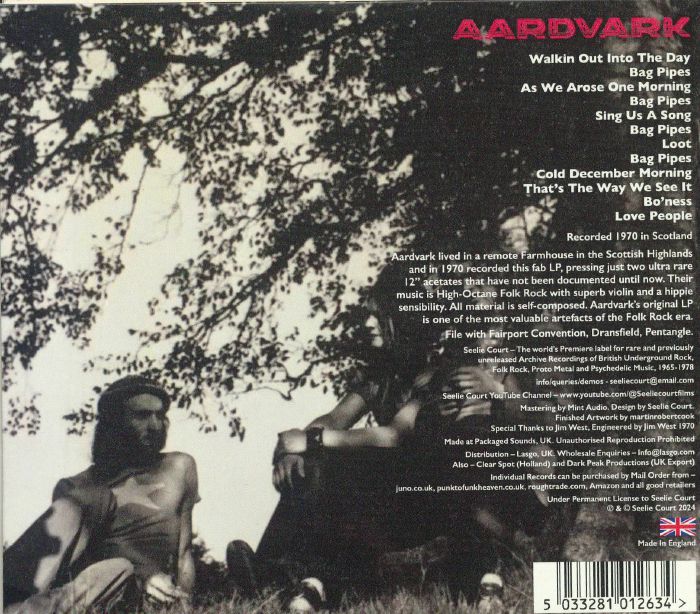 AARDVARK
Walkin Out Into The Day
Bag Pipes
As We Arose One Morning
Bag Pipes
Sing Us A Song
Bag Pipes
Loot
Bag Pipes
Cold December Morning
That's The Way We See It
Bo'ness
Love People
Recorded 1970 in Scotland
Aardvark lived in a remote Farmhouse in the Scottish Highlands
and in 1970 recorded this fab LP, pressing just two ultra rare
12" acetates that have not been documented until now. Their
music is High-Octane Folk Rock with superb violin and a hippie
sensibility. All material is self-composed. Aardvark's original LP
is one of the most valuable artefacts of the Folk Rock era.
File with Fairport Convention, Dransfield, Pentangle.
Seelie Court – The world's Premiere label for rare and previously
unreleased Archive Recordings of British Underground Rock,
Folk Rock, Proto Metal and Psychedelic Music, 1965-1978
info/queries/demos - seeliecourt@email.com
Seelie Court YouTube Channel – www.youtube.com/@Seeliecourtfilms
Mastering by Mint Audio, Design by Seelie Court.
Finished Artwork by martinrobertcook
Special Thanks to Jim West, Engineered by Jim West 1970
Made at Packaged Sounds, UK. Unauthorised Reproduction Prohibited
Distribution – Lasgo, UK. Wholesale Enquiries – Info@lasgo.com
Also – Clear Spot (Holland) and Dark Peak Productions (UK Export)
Individual Records can be purchased by Mail Order from –
juno.co.uk, punktofunkheaven.co.uk, roughtrade.com, Amazon and all good retailers
Under Permanent License to Seelie Court
℗ & © Seelie Court 2024
Made In England
5 033281 012634 >